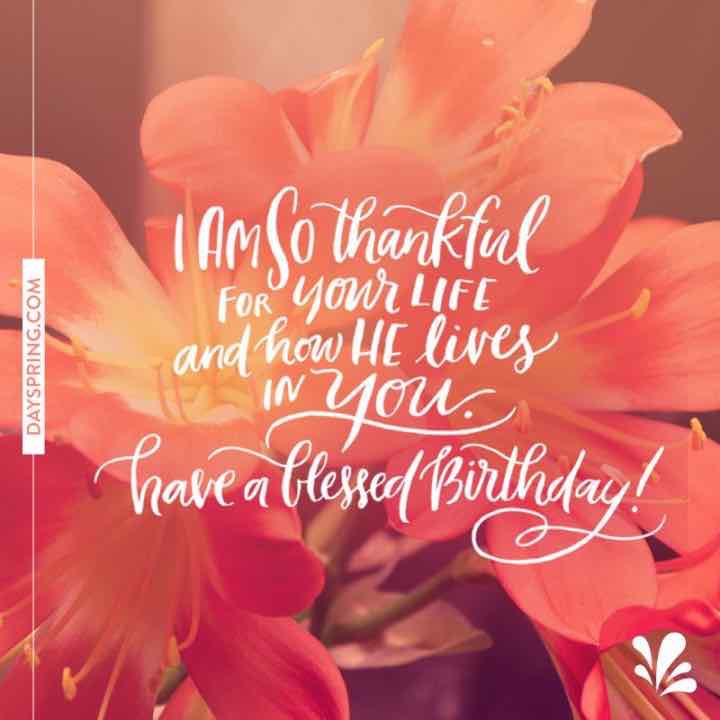 I AM SO thankful
FOR your LIFE
and how HE lives
IN you.
have a blessed Birthday!
DAYSPRING.COM